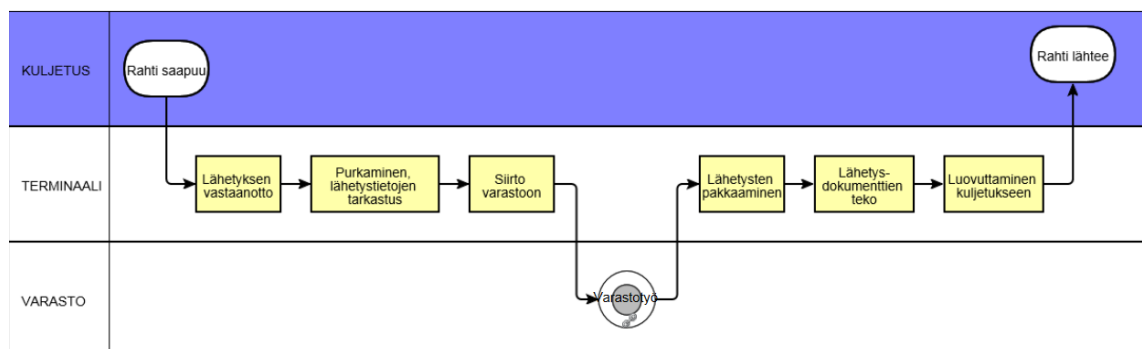 KULJETUS
Rahti saapuu
Rahti lähtee
TERMINAALI
Lähetyksen
vastaanotto
Purkaminen,
lähetystietojen
tarkastus
Siirto
varastoon
Lähetysten
pakkaaminen
Lähetys-
dokumenttien
teko
Luovuttaminen
kuljetukseen
VARASTO
Varastotyö